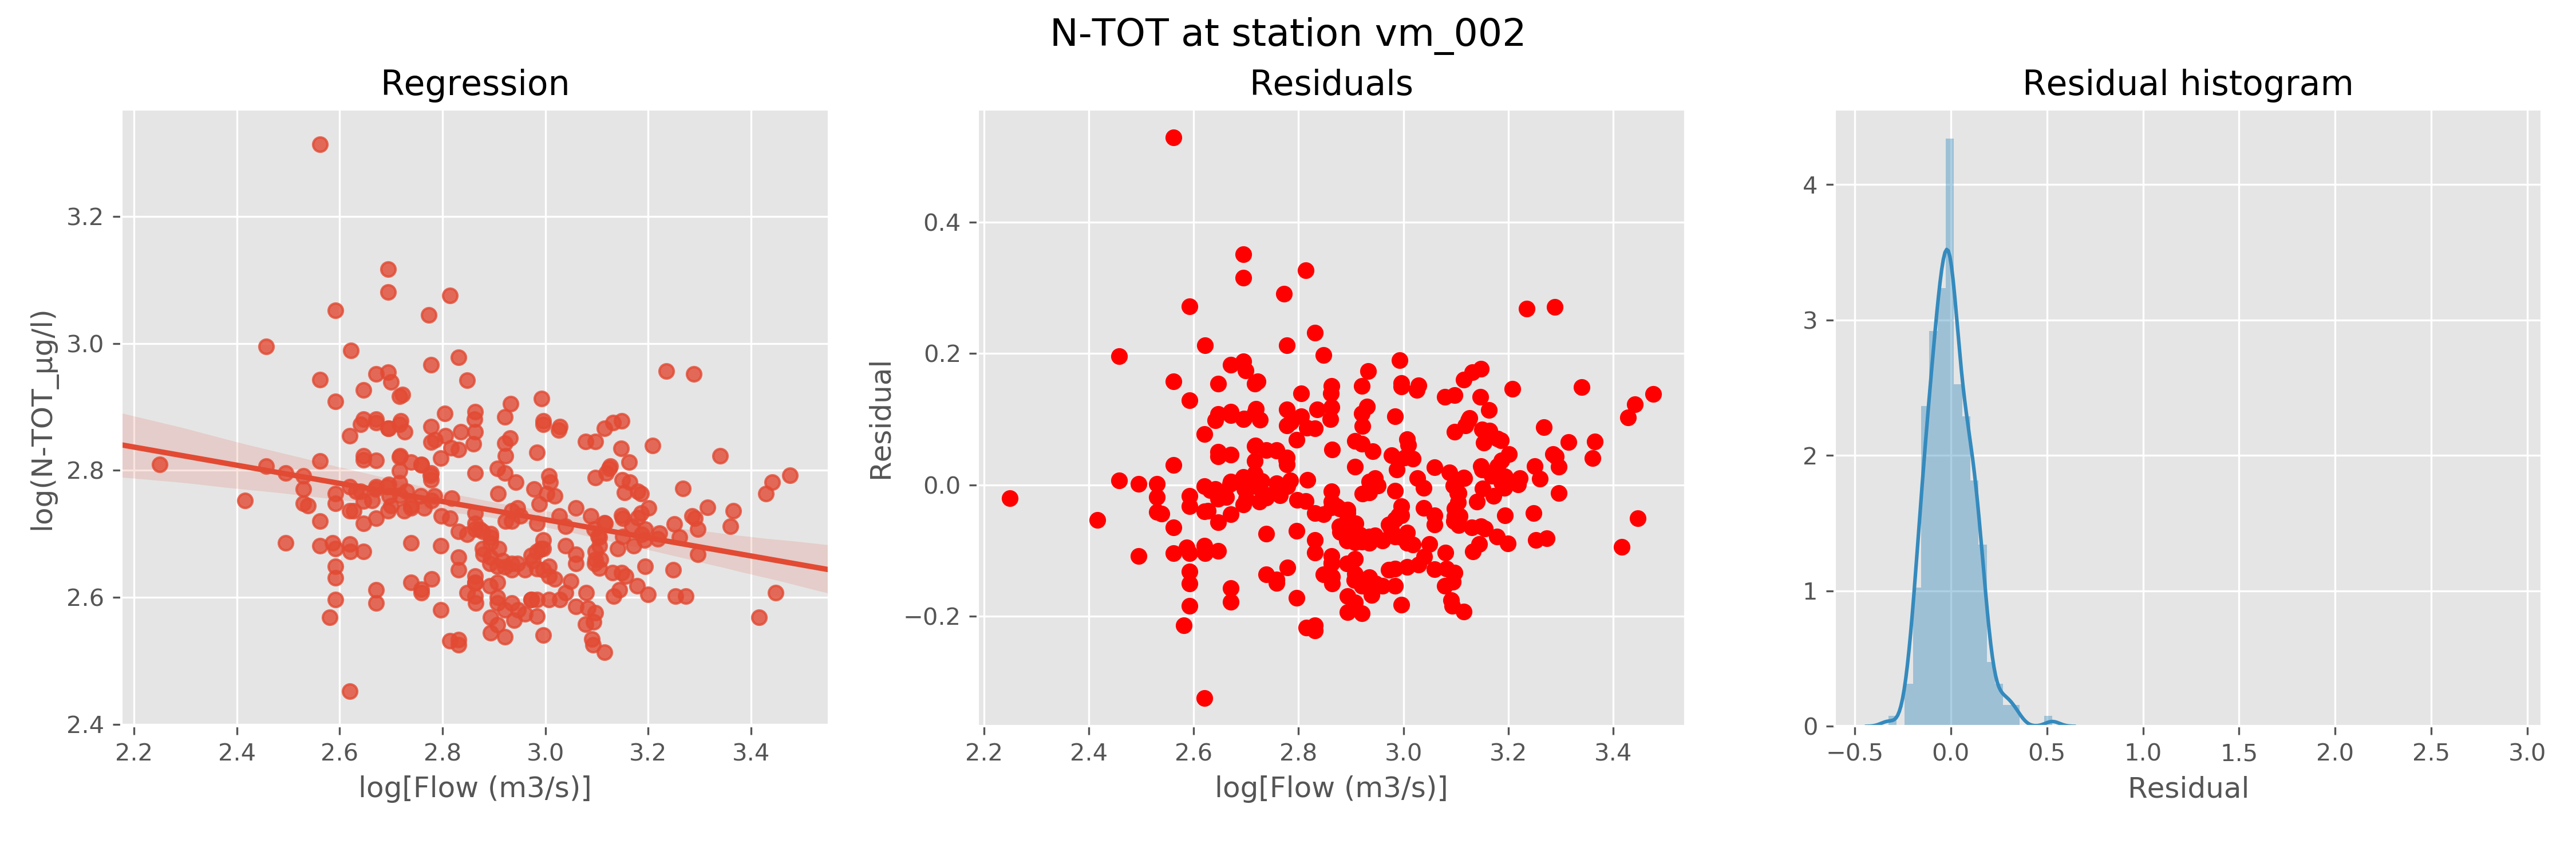 N-TOT at station vm_002
Regression
3.2
3.0
2.8
2.6
2.4
log(N-TOT_µg/l)
2.2 2.4 2.6 2.8 3.0 3.2 3.4
log[Flow (m3/s)]
Residuals
0.4
0.2
0.0
−0.2
Residual
2.2 2.4 2.6 2.8 3.0 3.2 3.4
log[Flow (m3/s)]
Residual histogram
4
3
2
1
0
−0.5 0.0 0.5 1.0 1.5 2.0 2.5 3.0
Residual